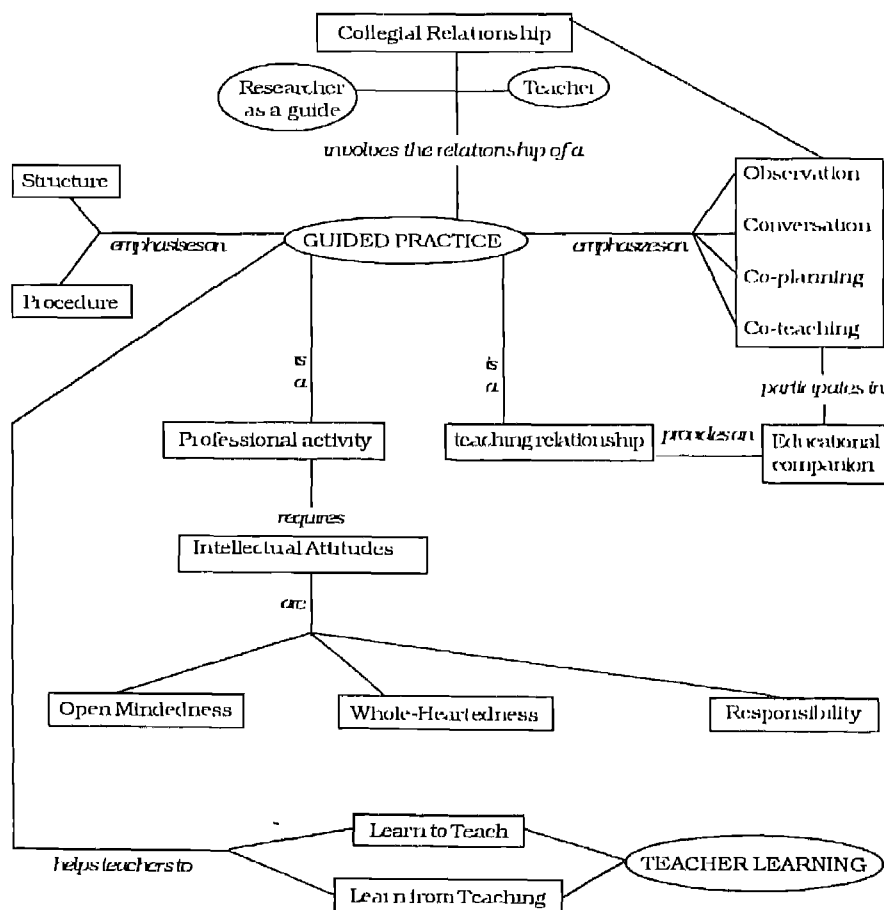 Collegial Relationship
Researcher
as a guide
Teacher
involves the relationship of a
Structure
emphasises on
Procedure
GUIDED PRACTICE
emphasizes on
Observation
Conversation
Co-planning
Co-teaching
is
a
is
a
participates in
Professional activity
teaching relationship
provides an
Educational
companion
requires
Intellectual Attitudes
are
Open Mindedness
Whole-Heartedness
Responsibility
Learn to Teach
helps teachers to
TEACHER LEARNING
Learn from Teaching